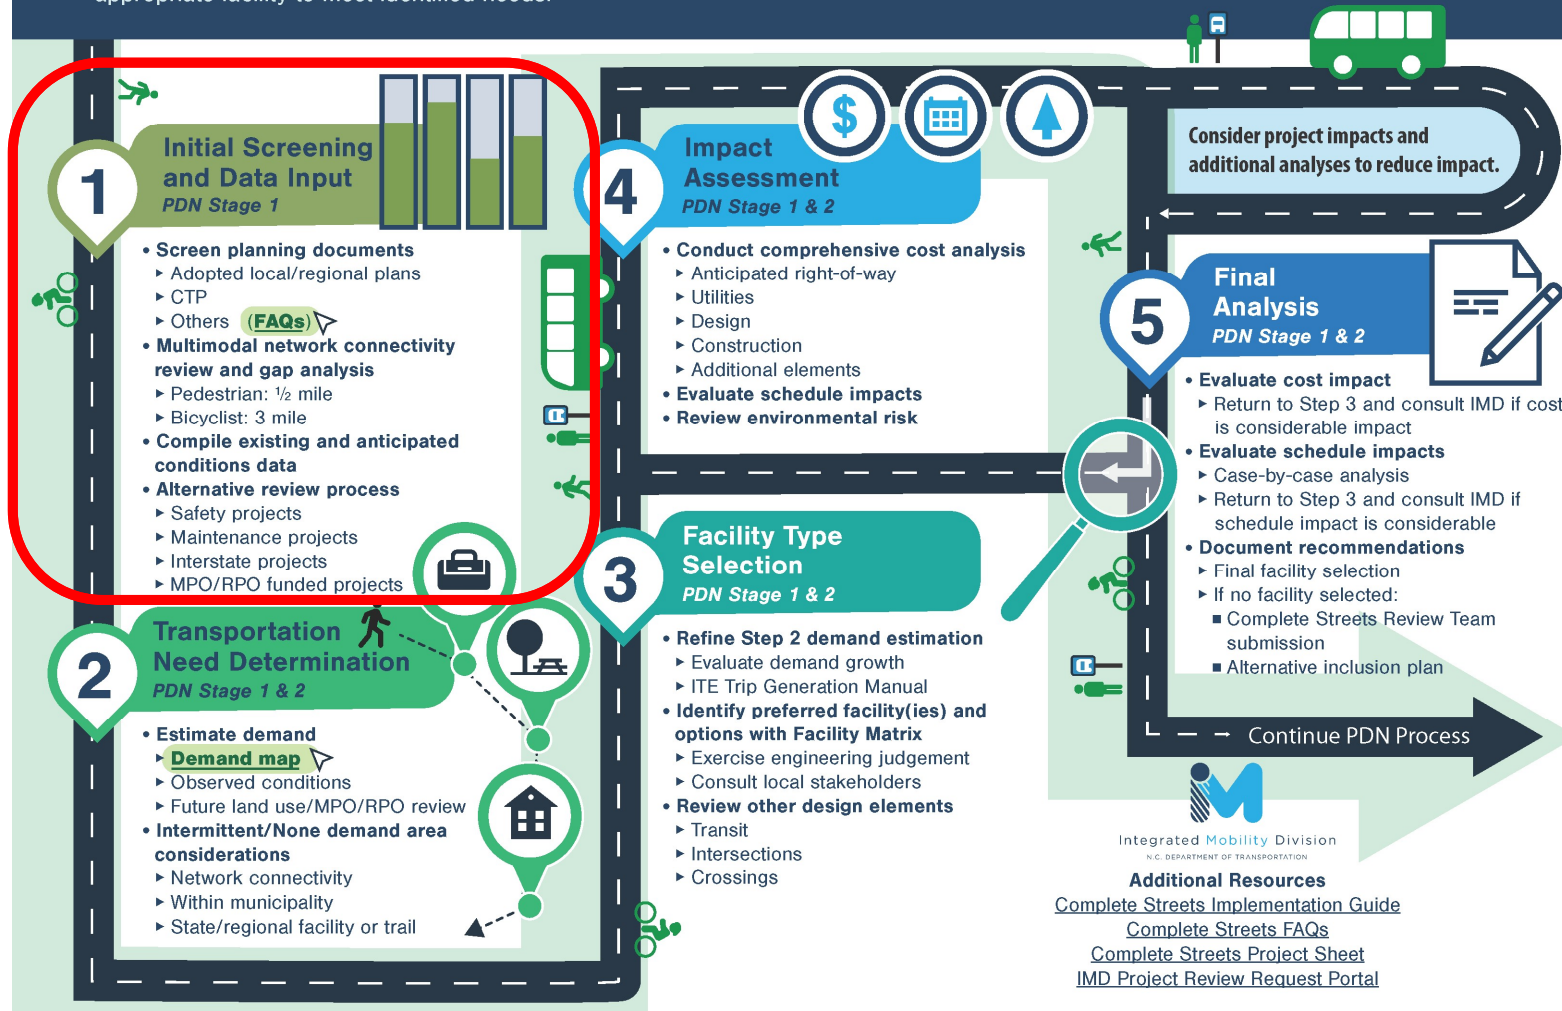 1
Initial Screening
and Data Input
PDN Stage 1
• Screen planning documents
▸ Adopted local/regional plans
▸ CTP
▸ Others (FAQs)
• Multimodal network connectivity
review and gap analysis
▸ Pedestrian: ½ mile
▸ Bicyclist: 3 mile
• Compile existing and anticipated
conditions data
• Alternative review process
▸ Safety projects
▸ Maintenance projects
▸ Interstate projects
▸ MPO/RPO funded projects
2
Transportation
Need Determination
PDN Stage 1 & 2
• Estimate demand
▸ Demand map
▸ Observed conditions
▸ Future land use/MPO/RPO review
• Intermittent/None demand area
considerations
▸ Network connectivity
▸ Within municipality
▸ State/regional facility or trail
3
Facility Type
Selection
PDN Stage 1 & 2
• Refine Step 2 demand estimation
▸ Evaluate demand growth
▸ ITE Trip Generation Manual
• Identify preferred facility(ies) and
options with Facility Matrix
▸ Exercise engineering judgement
▸ Consult local stakeholders
• Review other design elements
▸ Transit
▸ Intersections
▸ Crossings
4
Impact
Assessment
PDN Stage 1 & 2
$
• Conduct comprehensive cost analysis
▸ Anticipated right-of-way
▸ Utilities
▸ Design
▸ Construction
▸ Additional elements
• Evaluate schedule impacts
• Review environmental risk
Consider project impacts and
additional analyses to reduce impact.
5
Final
Analysis
PDN Stage 1 & 2
• Evaluate cost impact
▸ Return to Step 3 and consult IMD if cost
is considerable impact
• Evaluate schedule impacts
▸ Case-by-case analysis
▸ Return to Step 3 and consult IMD if
schedule impact is considerable
• Document recommendations
▸ Final facility selection
▸ If no facility selected:
■ Complete Streets Review Team
submission
■ Alternative inclusion plan
Continue PDN Process
Integrated Mobility Division
N.C. DEPARTMENT OF TRANSPORTATION
Additional Resources
Complete Streets Implementation Guide
Complete Streets FAQs
Complete Streets Project Sheet
IMD Project Review Request Portal